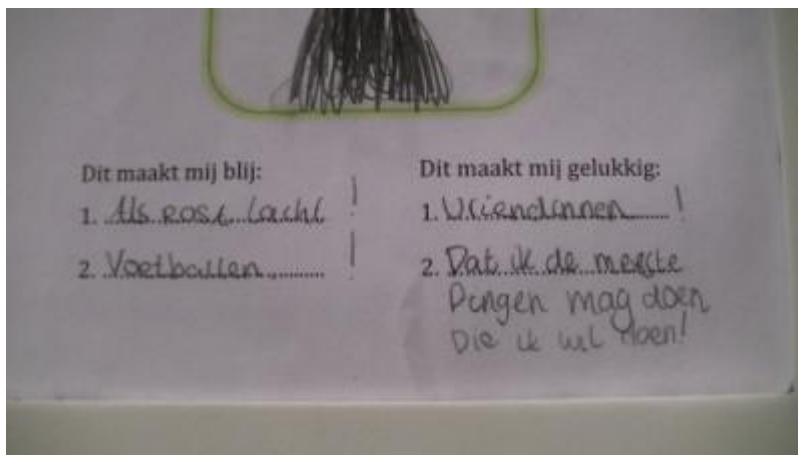 Dit maakt mij blij:
1. Als rose lacht !
2. Voetballen !
Dit maakt mij gelukkig:
1. Vriendinnen !
2. Dat ik de meeste
Dingen mag doen
Die ik wil doen!